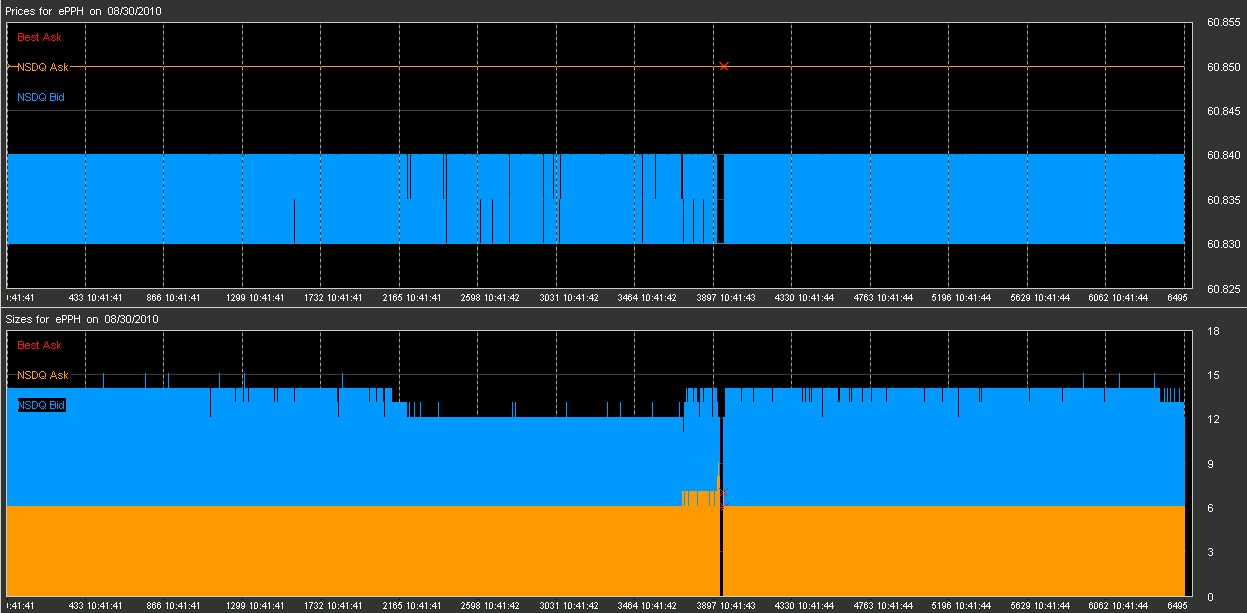 Prices for ePPH on 08/30/2010
60.855
Best Ask
NSDQ Ask
60.850
NSDQ Bid
60.845
60.840
60.835
60.830
60.825
:41:41 433 10:41:41 866 10:41:41 1299 10:41:41 1732 10:41:41 2165 10:41:41 2598 10:41:42 3031 10:41:42 3464 10:41:42 3897 10:41:43 4330 10:41:44 4763 10:41:44 5196 10:41:44 5629 10:41:44 6062 10:41:44 6495
Sizes for ePPH on 08/30/2010
18
Best Ask
NSDQ Ask
15
NSDQ Bid
12
9
6
3
0
:41:41 433 10:41:41 866 10:41:41 1299 10:41:41 1732 10:41:41 2165 10:41:41 2598 10:41:42 3031 10:41:42 3464 10:41:42 3897 10:41:43 4330 10:41:44 4763 10:41:44 5196 10:41:44 5629 10:41:44 6062 10:41:44 6495